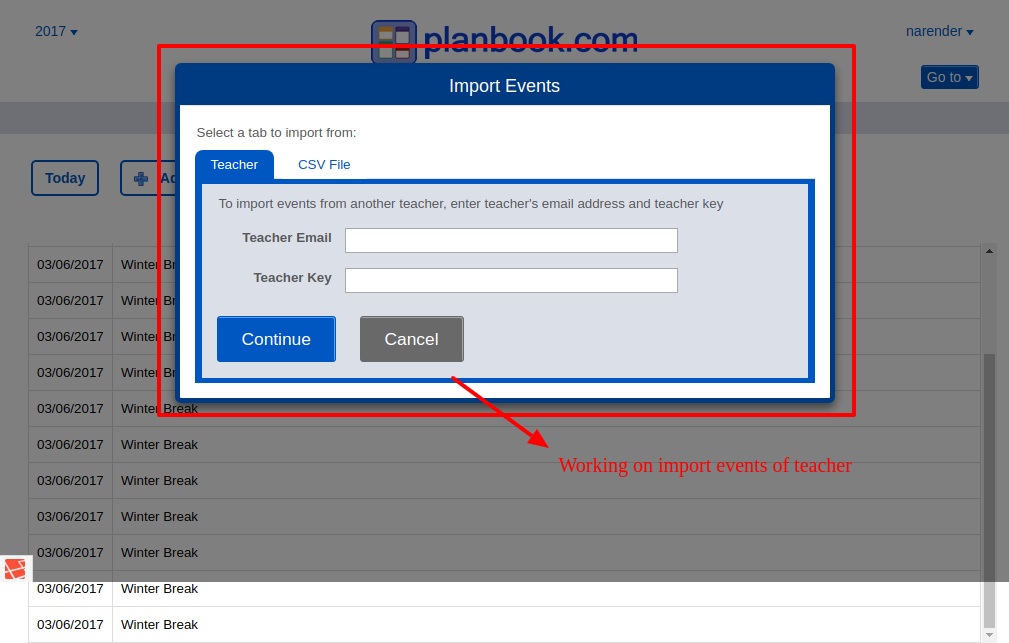 2017
planbook.com
narender
Go to
Import Events
Select a tab to import from:
Teacher
CSV File
Today
Ad
To import events from another teacher, enter teacher's email address and teacher key
Teacher Email
Teacher Key
Continue
Cancel
03/06/2017 Winter Br
03/06/2017 Winter Br
03/06/2017 Winter Br
03/06/2017 Winter Br
03/06/2017 Winter Break
03/06/2017 Winter Break
Working on import events of teacher
03/06/2017 Winter Break
03/06/2017 Winter Break
03/06/2017 Winter Break
03/06/2017 Winter Break
03/06/2017 Winter Break